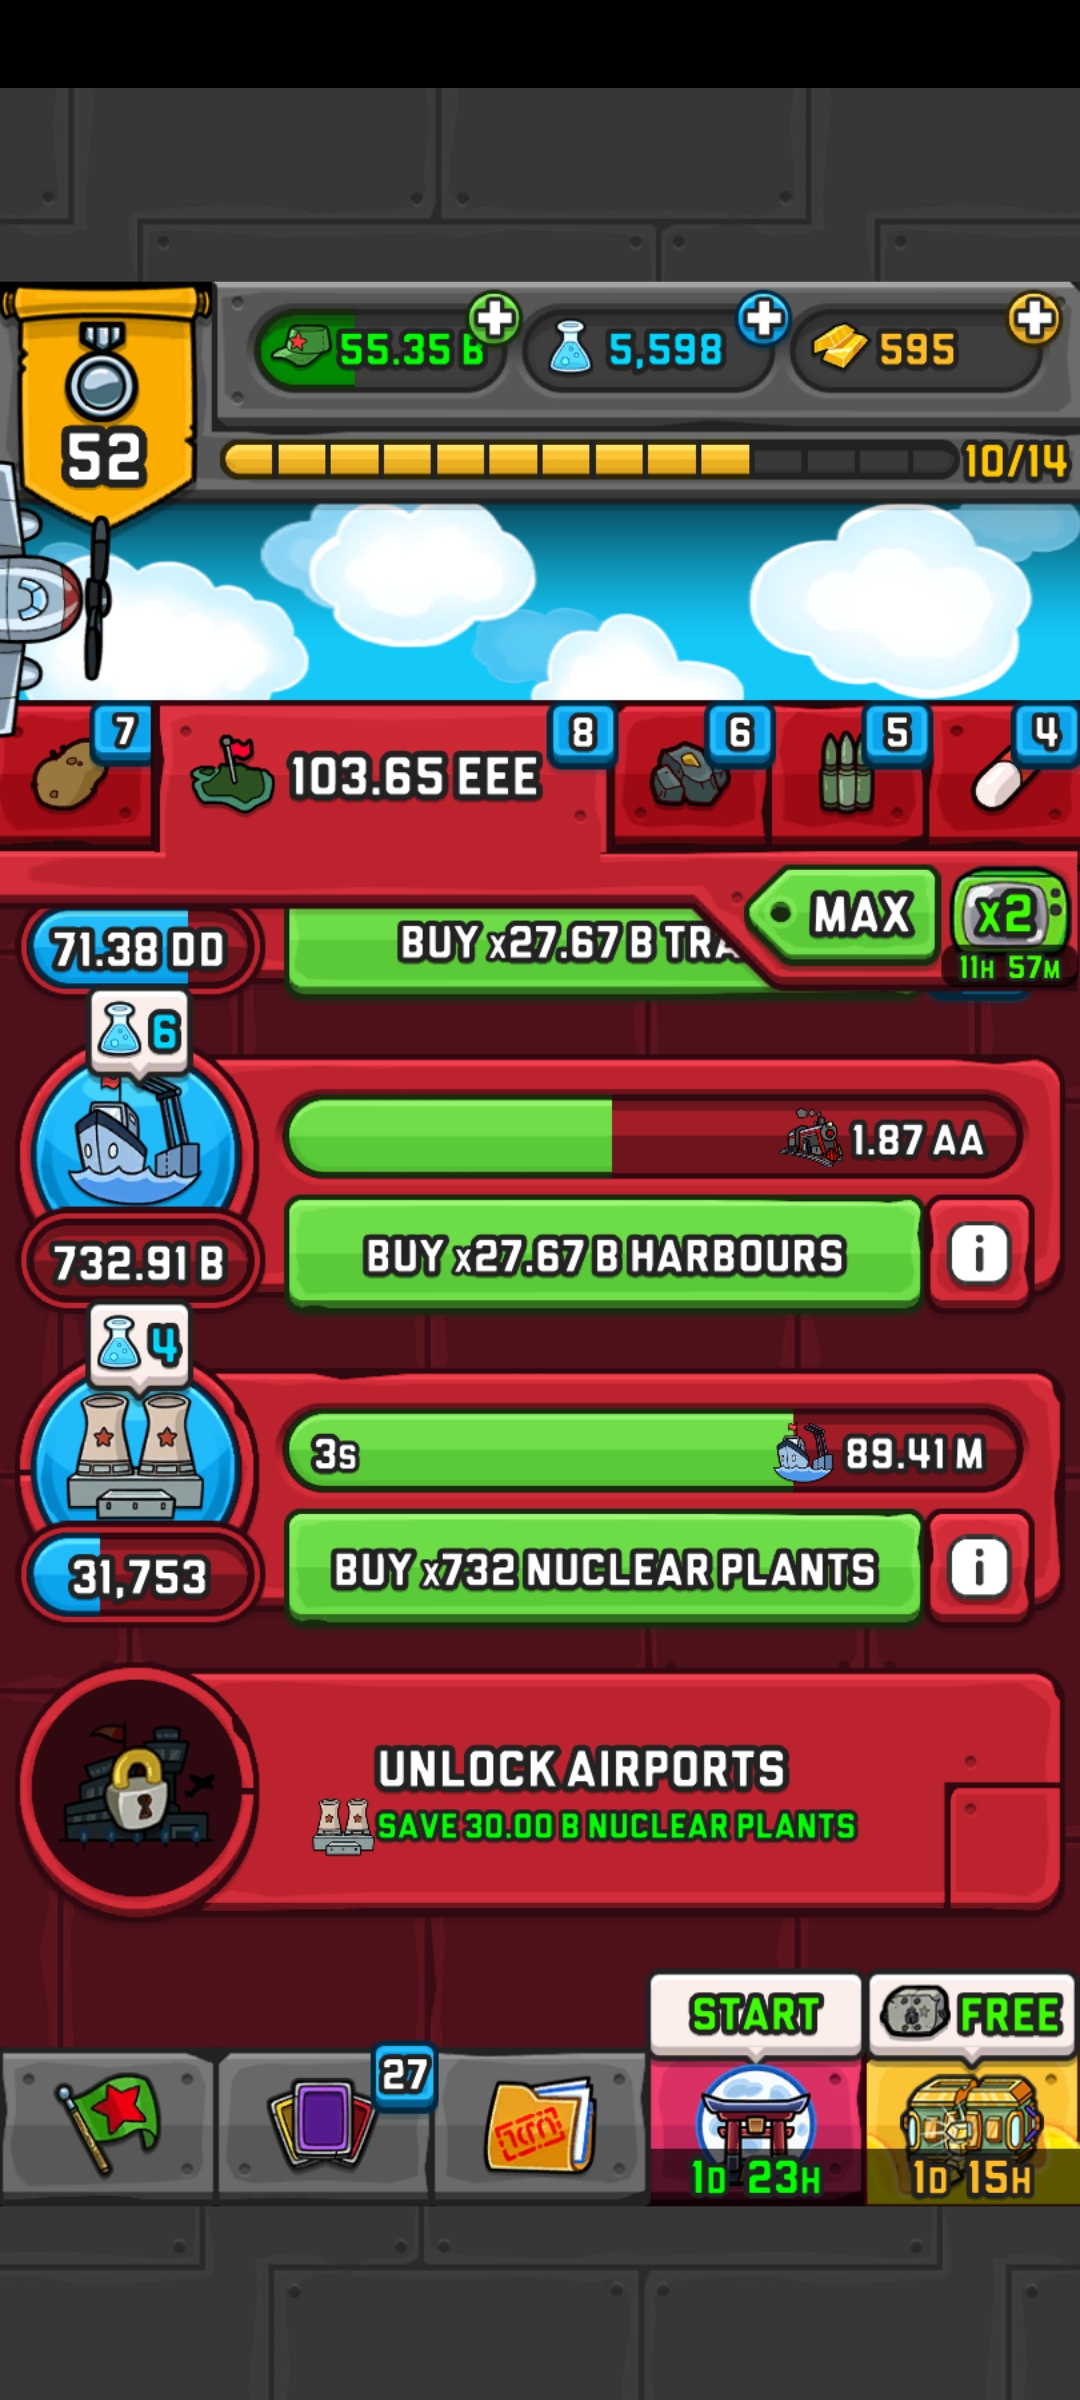 55.35 B
5,598
595
52
10/14
7
8
6
5
4
103.65 EEE
MAX
x2
11H 57M
71.38 DD
BUY x27.67 B TRA
6
1.87 AA
732.91 B
BUY x27.67 B HARBOURS
i
4
3s
89.41 M
31,753
BUY x732 NUCLEAR PLANTS
i
UNLOCK AIRPORTS
SAVE 30.00 B NUCLEAR PLANTS
START
FREE
27
1D 23H
1D 15H